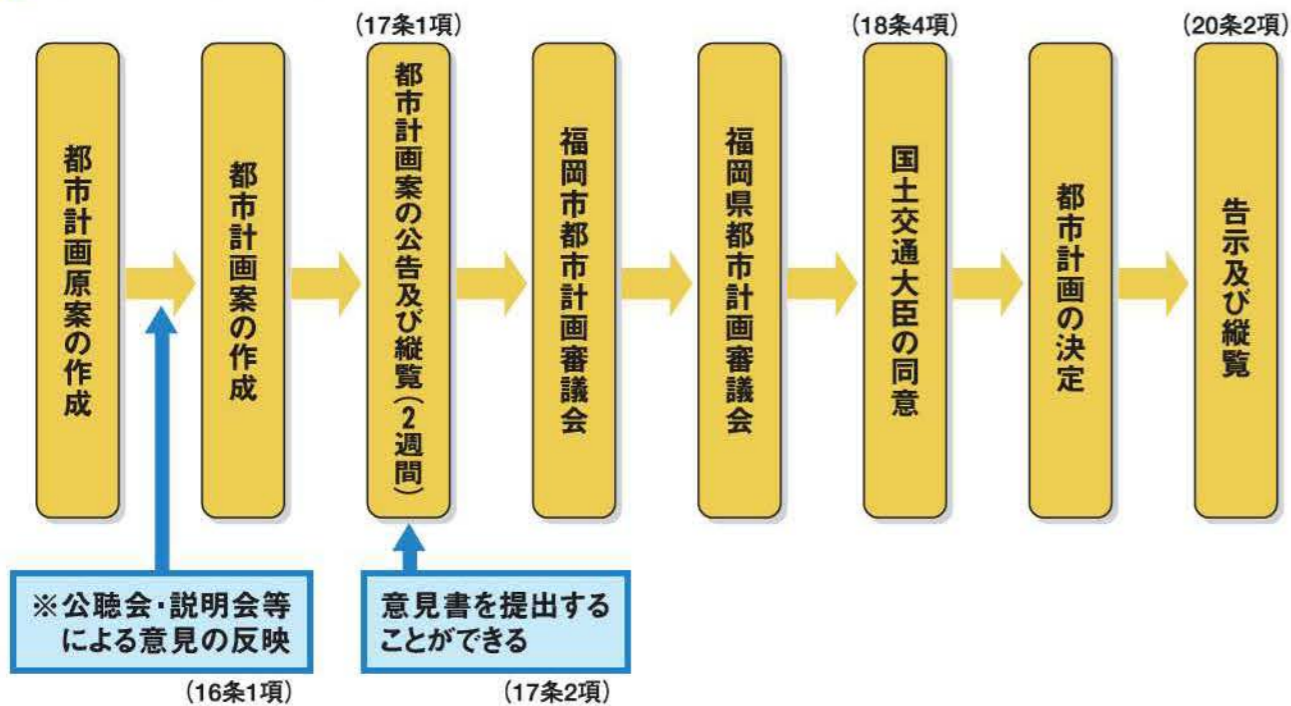 (17条1項)
(18条4項)
(20条2項)
都市計画原案の作成
都市計画案の作成
都市計画案の公告及び縦覧(2週間)
福岡市都市計画審議会
福岡県都市計画審議会
国土交通大臣の同意
都市計画の決定
告示及び縦覧
※公聴会・説明会等
による意見の反映
(16条1項)
意見書を提出する
ことができる
(17条2項)